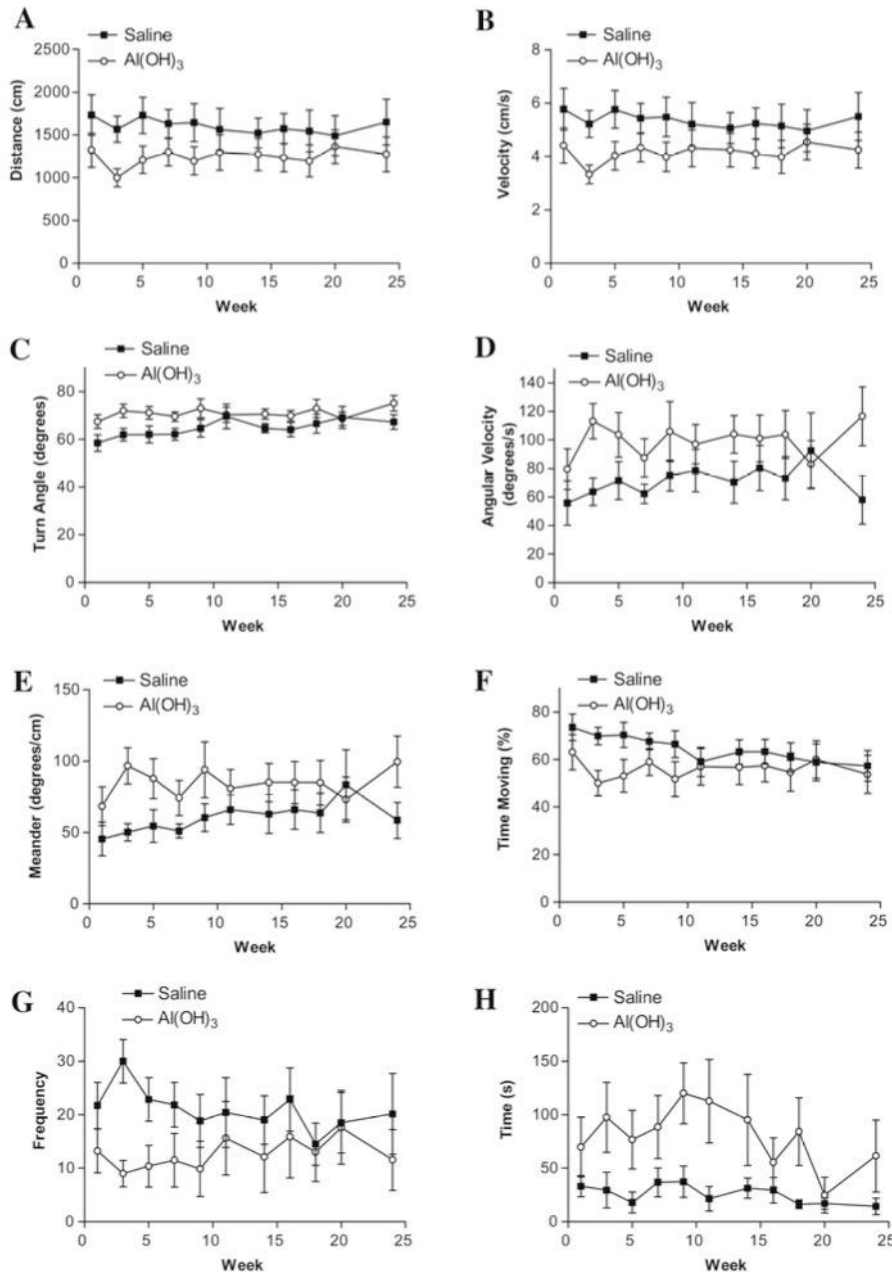 A
Saline
Al(OH)3
2500
2000
1500
1000
500
0
Distance (cm)
0 5 10 15 20 25
Week
B
Saline
Al(OH)3
8
6
4
2
0
Velocity (cm/s)
0 5 10 15 20 25
Week
C
Saline
Al(OH)3
80
60
40
20
0
Turn Angle (degrees)
0 5 10 15 20 25
Week
D
Saline
Al(OH)3
140
120
100
80
60
40
20
0
Angular Velocity
(degrees/s)
0 5 10 15 20 25
Week
E
Saline
Al(OH)3
150
100
50
0
Meander (degrees/cm)
0 5 10 15 20 25
Week
F
Saline
Al(OH)3
80
60
40
20
0
Time Moving (%)
0 5 10 15 20 25
Week
G
Saline
Al(OH)3
40
30
20
10
0
Frequency
0 5 10 15 20 25
Week
H
Saline
Al(OH)3
200
150
100
50
0
Time (s)
0 5 10 15 20 25
Week